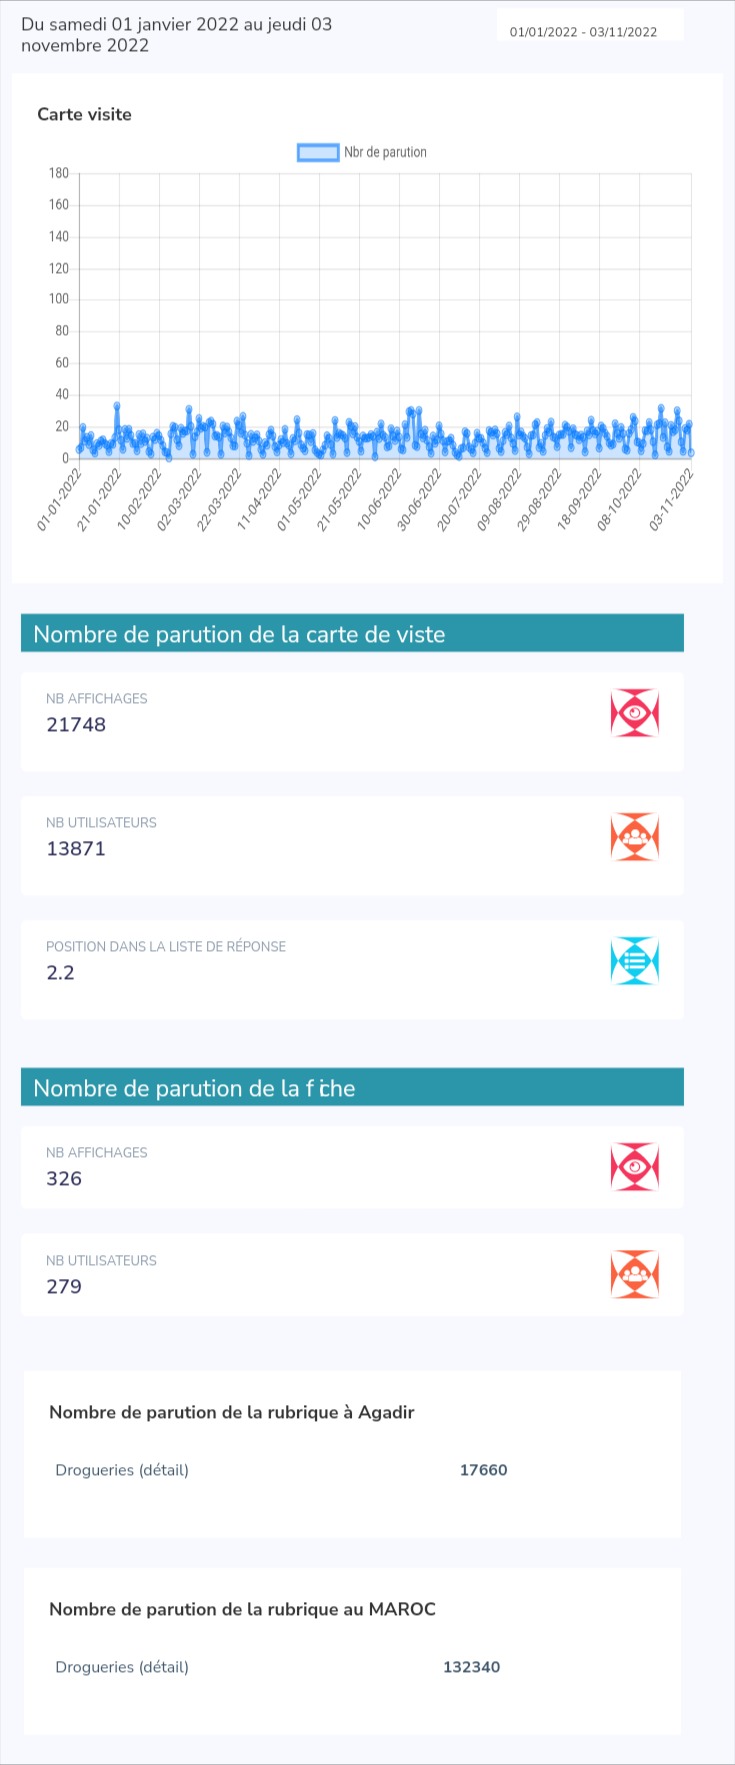 Du samedi 01 janvier 2022 au jeudi 03
novembre 2022
01/01/2022 - 03/11/2022
Carte visite
Nbr de parution
180
160
140
120
100
80
60
40
20
0
01-01-2022
21-01-2022
10-02-2022
02-03-2022
22-03-2022
11-04-2022
01-05-2022
21-05-2022
10-06-2022
30-06-2022
20-07-2022
09-08-2022
29-08-2022
18-09-2022
08-10-2022
03-11-2022
Nombre de parution de la carte de viste
NB AFFICHAGES
21748
NB UTILISATEURS
13871
POSITION DANS LA LISTE DE RÉPONSE
2.2
Nombre de parution de la fiche
NB AFFICHAGES
326
NB UTILISATEURS
279
Nombre de parution de la rubrique à Agadir
Drogueries (détail) 17660
Nombre de parution de la rubrique au MAROC
Drogueries (détail) 132340